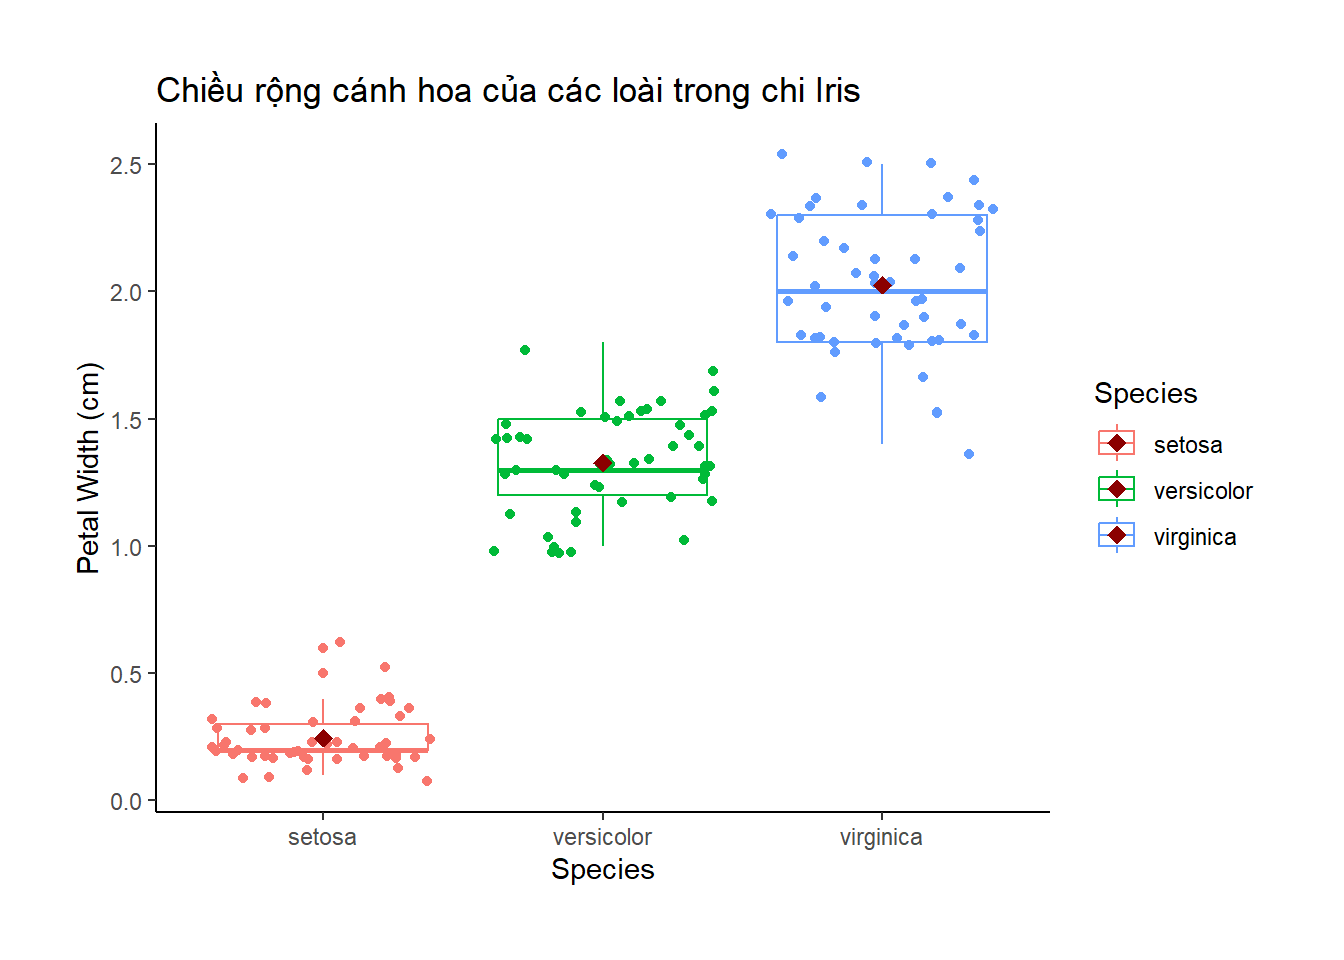 Chiều rộng cánh hoa của các loài trong chi Iris
Petal Width (cm)
2.5
2.0
1.5
1.0
0.5
0.0
setosa
versicolor
virginica
Species
Species
setosa
versicolor
virginica